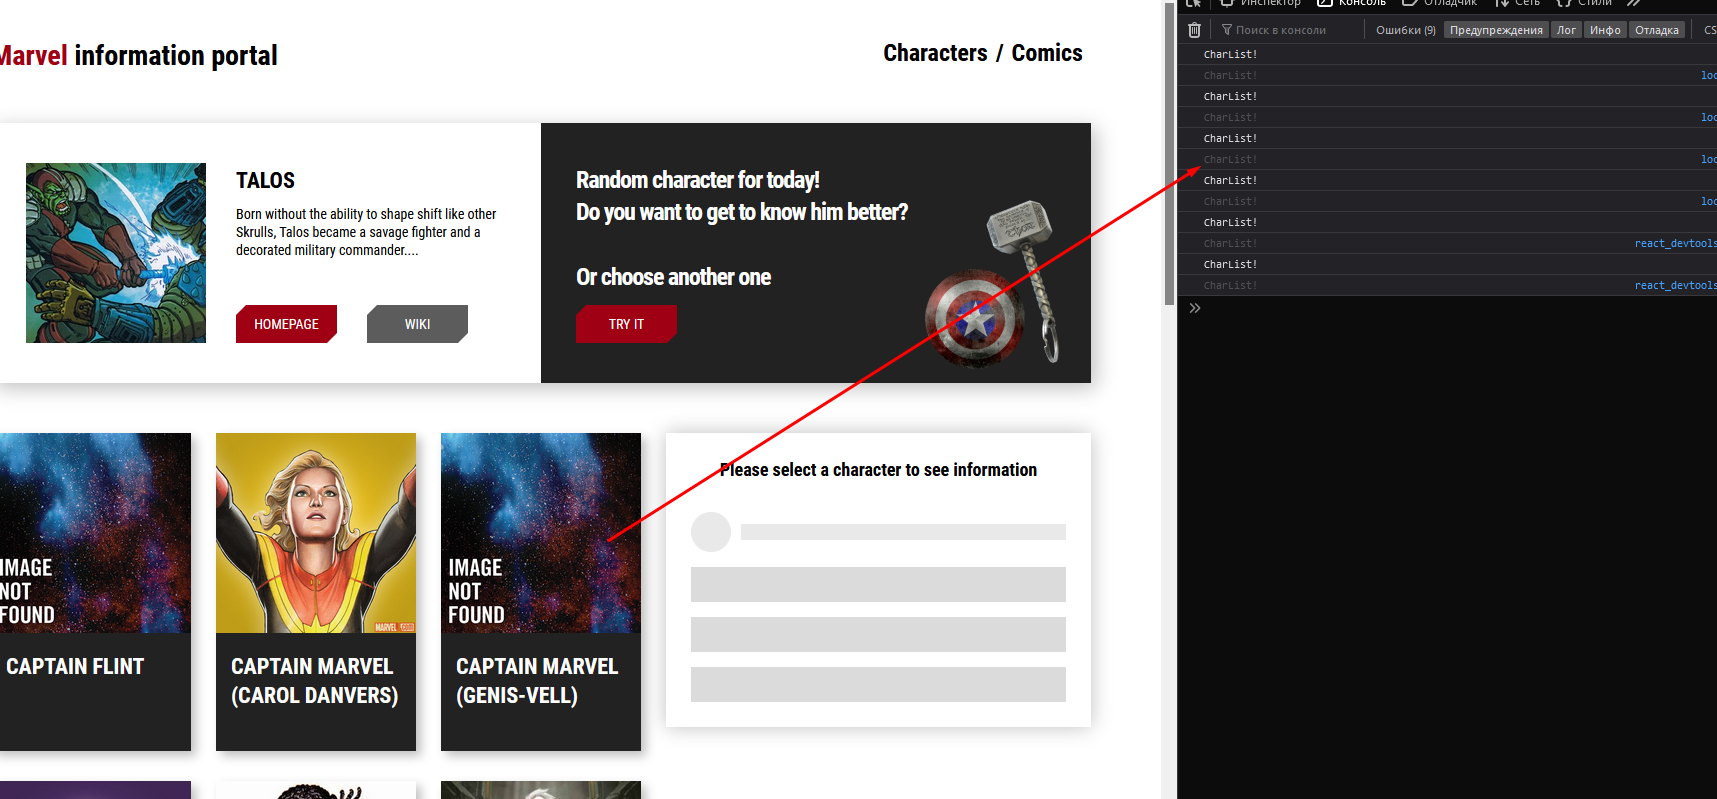 Marvel information portal
Characters / Comics
TALOS
Born without the ability to shape shift like other
Skrulls, Talos became a savage fighter and a
decorated military commander....
HOMEPAGE
WIKI
Random character for today!
Do you want to get to know him better?
Or choose another one
TRY IT
IMAGE
NOT
FOUND
CAPTAIN FLINT
MARVEL.COM
CAPTAIN MARVEL
(CAROL DANVERS)
IMAGE
NOT
FOUND
CAPTAIN MARVEL
(GENIS-VELL)
Please select a character to see information
Инспектор Консоль Отладчик Сеть Стили
Поиск в консоли Ошибки (9) Предупреждения Лог Инфо Отладка CS
CharList!
CharList! loc
CharList!
CharList! loc
CharList!
CharList! loc
CharList!
CharList! loc
CharList!
CharList! react_devtools
CharList!
CharList! react_devtools